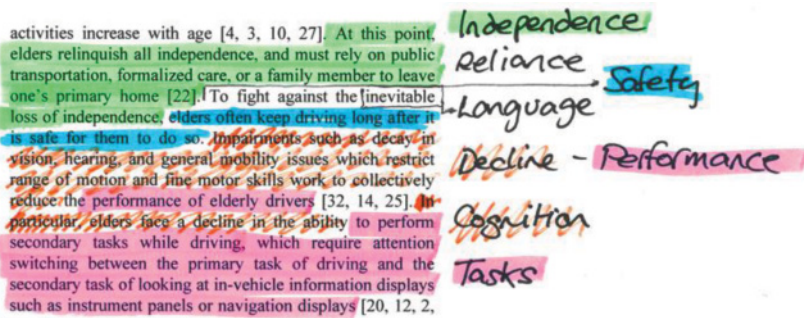 activities increase with age [4, 3, 10, 27]. At this point,
elders relinquish all independence, and must rely on public
transportation, formalized care, or a family member to leave
one's primary home [22]. To fight against the inevitable
loss of independence, elders often keep driving long after it
is safe for them to do so. Impairments such as decay in
vision, hearing, and general mobility issues which restrict
range of motion and fine motor skills work to collectively
reduce the performance of elderly drivers [32, 14, 25]. In
particular, elders face a decline in the ability to perform
secondary tasks while driving, which require attention
switching between the primary task of driving and the
secondary task of looking at in-vehicle information displays
such as instrument panels or navigation displays [20, 12, 2,
Independence
Reliance
Safety
Language
Decline - Performance
Cognition
Tasks